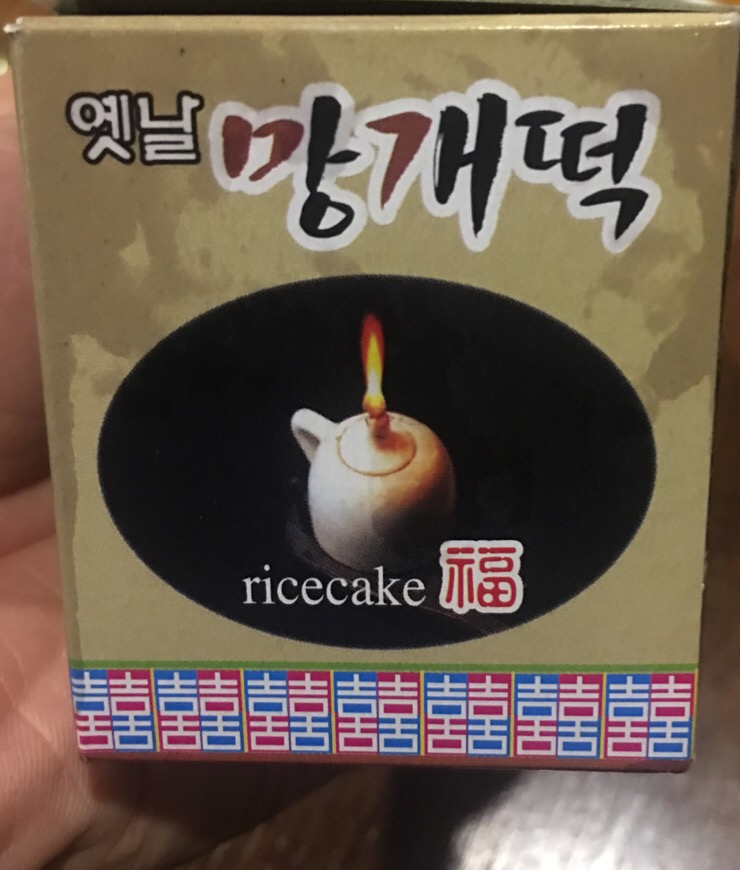 옛날 망개떡
ricecake 福
囍 囍 囍 囍 囍 囍 囍